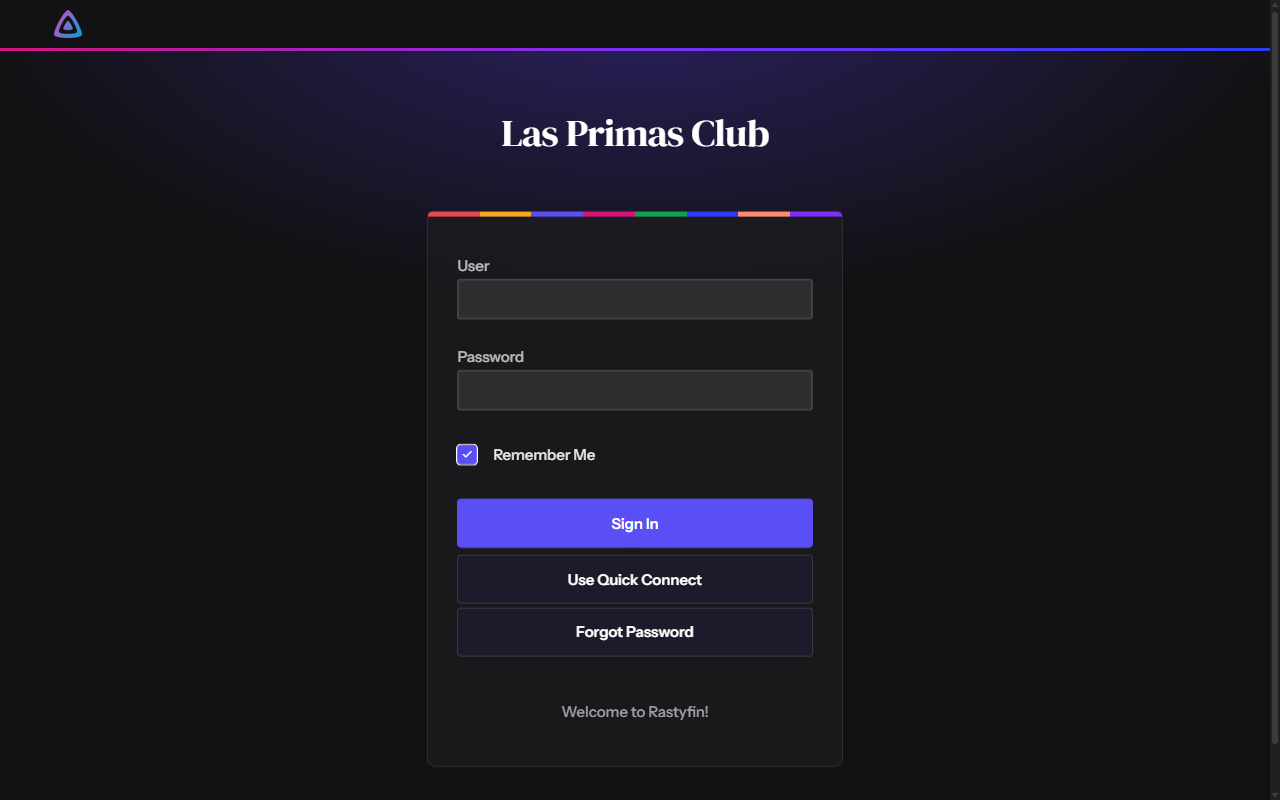 Las Primas Club
User
Password
Remember Me
Sign In
Use Quick Connect
Forgot Password
Welcome to Rastyfin!